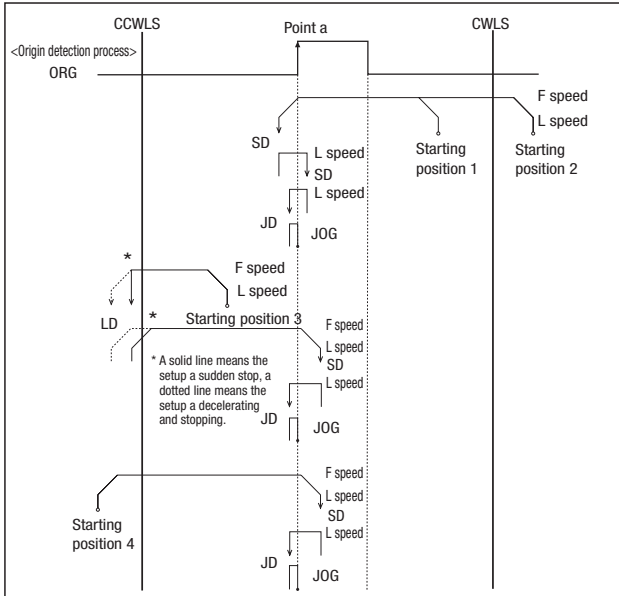 CCWLS
Point a
CWLS
<Origin detection process>
ORG
F speed
L speed
SD
Starting
position 1
Starting
position 2
L speed
SD
L speed
JD
JOG
*
F speed
L speed
LD
*
Starting position 3
F speed
L speed
SD
* A solid line means the
setup a sudden stop, a
dotted line means the
setup a decelerating
and stopping.
L speed
JD
JOG
F speed
L speed
SD
Starting
position 4
L speed
JD
JOG